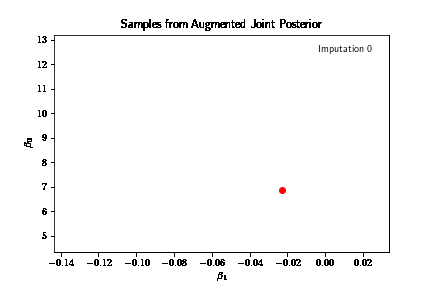 Samples from Augmented Joint Posterior
Imputation 0
13
12
11
10
9
8
7
6
5
β₀
−0.14 −0.12 −0.10 −0.08 −0.06 −0.04 −0.02 0.00 0.02
β₁